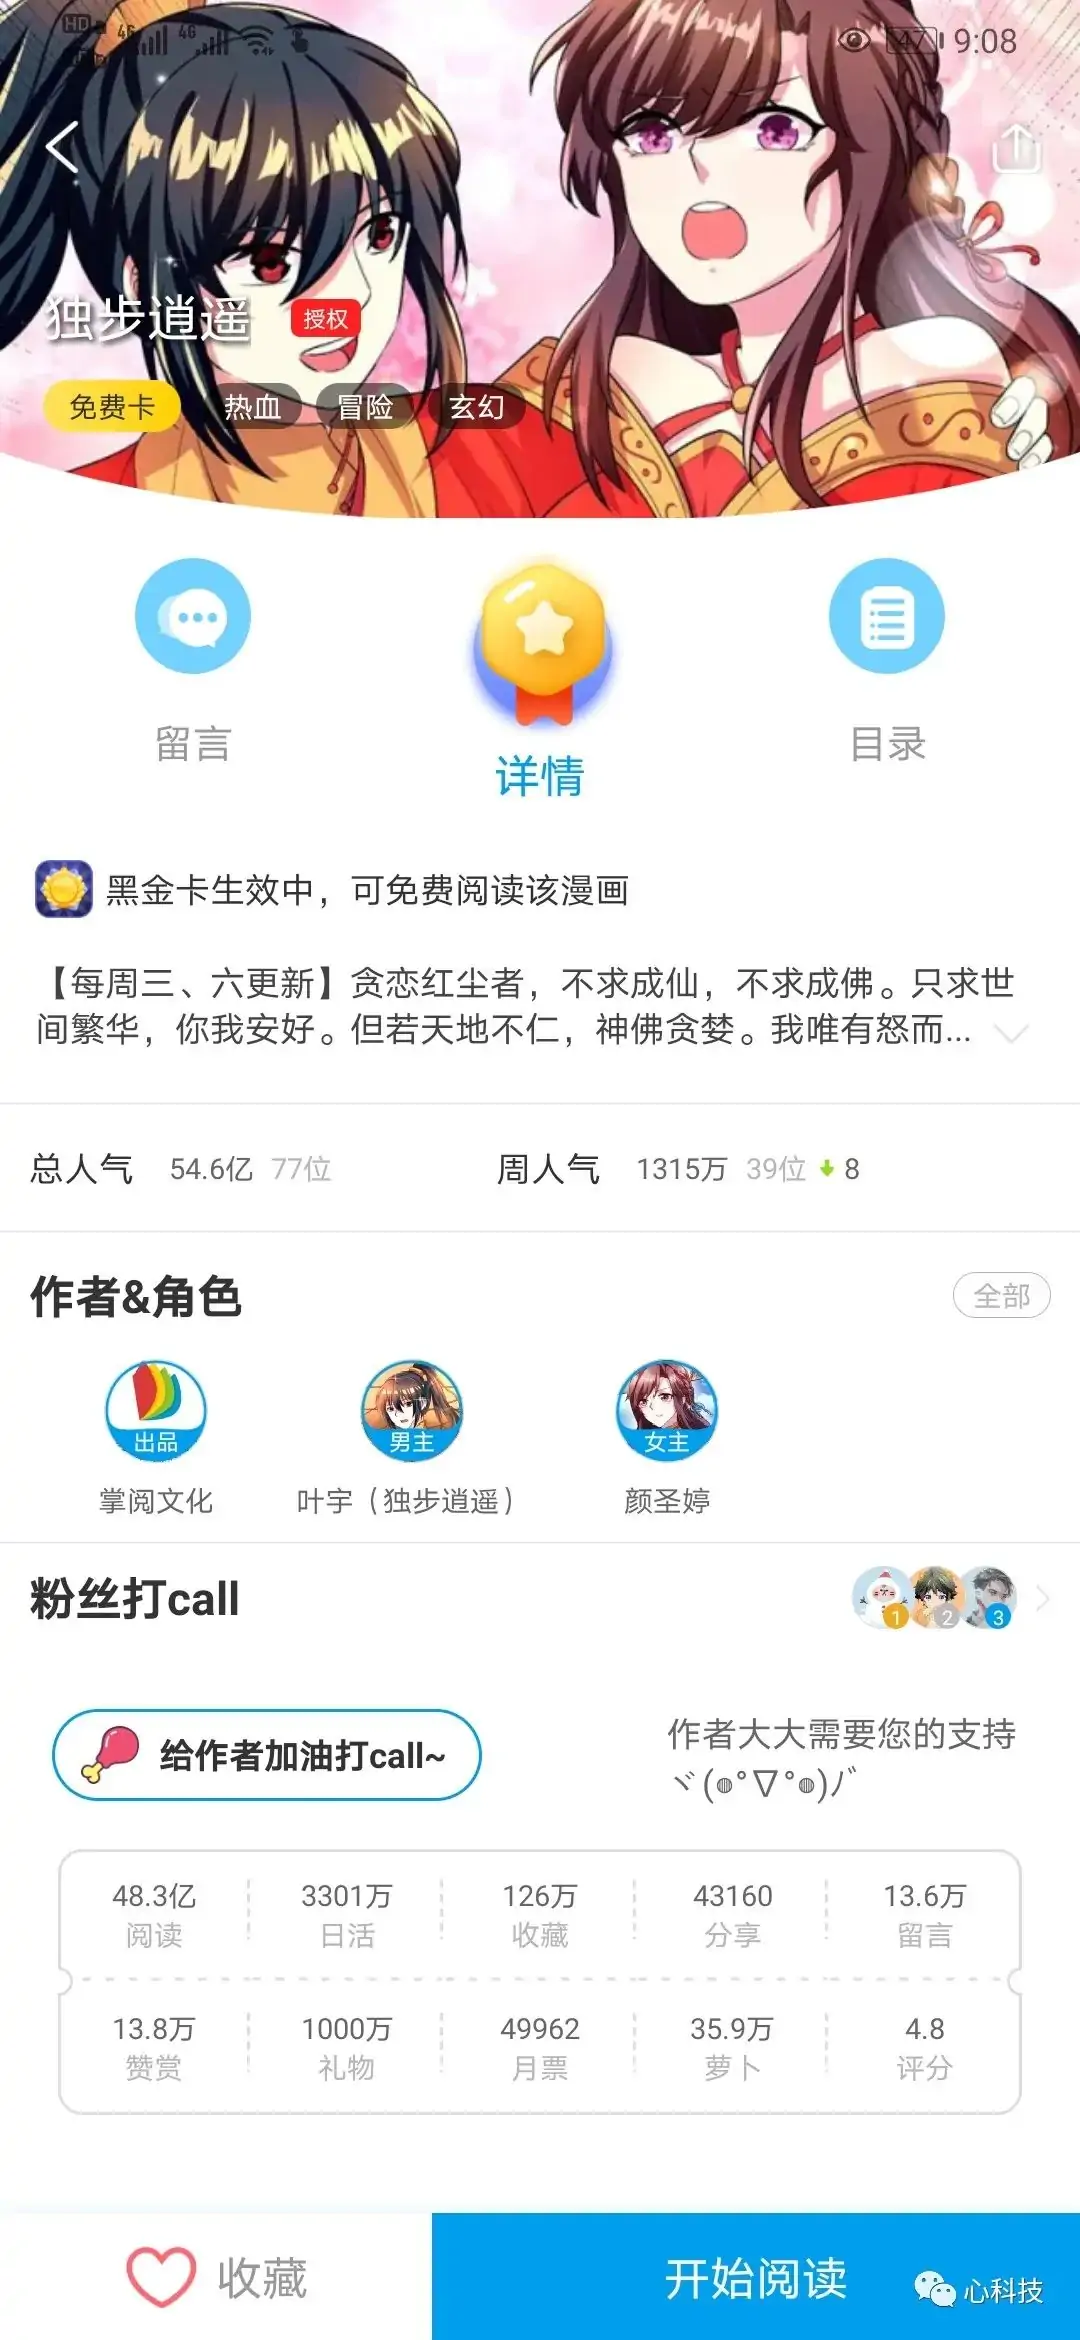 HD 4G 4G 47 9:08
独步逍遥 授权
免费卡 热血 冒险 玄幻
留言 详情 目录
黑金卡生效中，可免费阅读该漫画
【每周三、六更新】贪恋红尘者，不求成仙，不求成佛。只求世
间繁华，你我安好。但若天地不仁，神佛贪婪。我唯有怒而...
总人气 54.6亿 77位 周人气 1315万 39位 8
作者&角色 全部
出品 男主 女主
掌阅文化 叶宇（独步逍遥） 颜圣婷
粉丝打call 1 2 3
给作者加油打call~
作者大大需要您的支持
ヾ(๑°∇°๑)ﾉﾞ
48.3亿 3301万 126万 43160 13.6万
阅读 日活 收藏 分享 留言
13.8万 1000万 49962 35.9万 4.8
赞赏 礼物 月票 萝卜 评分
收藏 开始阅读 心科技